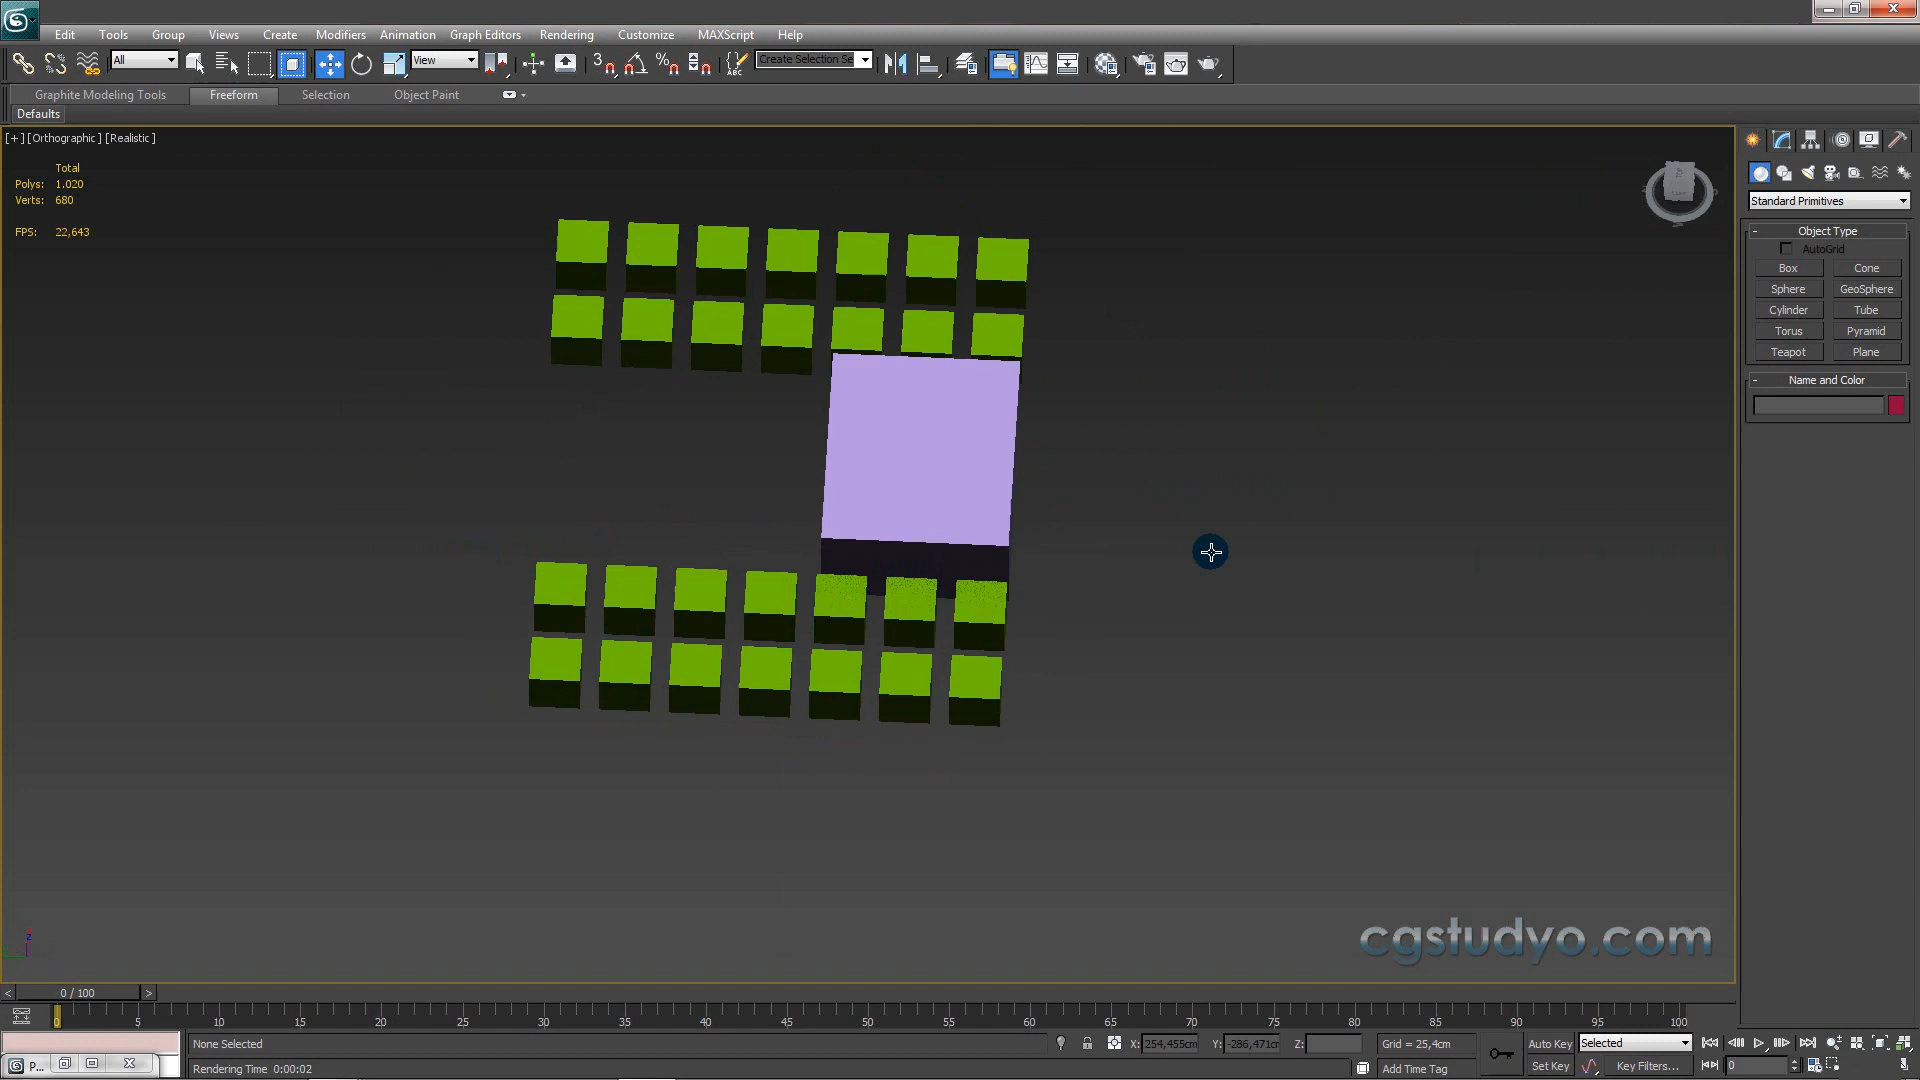 Edit Tools Group Views Create Modifiers Animation Graph Editors Rendering Customize MAXScript Help
All View 3 % ABC Create Selection Se
Graphite Modeling Tools Freeform Selection Object Paint
Defaults
[+] [Orthographic] [Realistic]
Total
Polys: 1.020
Verts: 680
FPS: 22,643
Standard Primitives
- Object Type
AutoGrid
Box Cone
Sphere GeoSphere
Cylinder Tube
Torus Pyramid
Teapot Plane
- Name and Color
z
cgstudyo.com
< 0 / 100 >
0 5 10 15 20 25 30 35 40 45 50 55 60 65 70 75 80 85 90 95 100
None Selected X: 254,455cm Y: -286,471cr Z: Grid = 25,4cm Auto Key Selected
P... Rendering Time 0:00:02 Add Time Tag Set Key Key Filters... 0